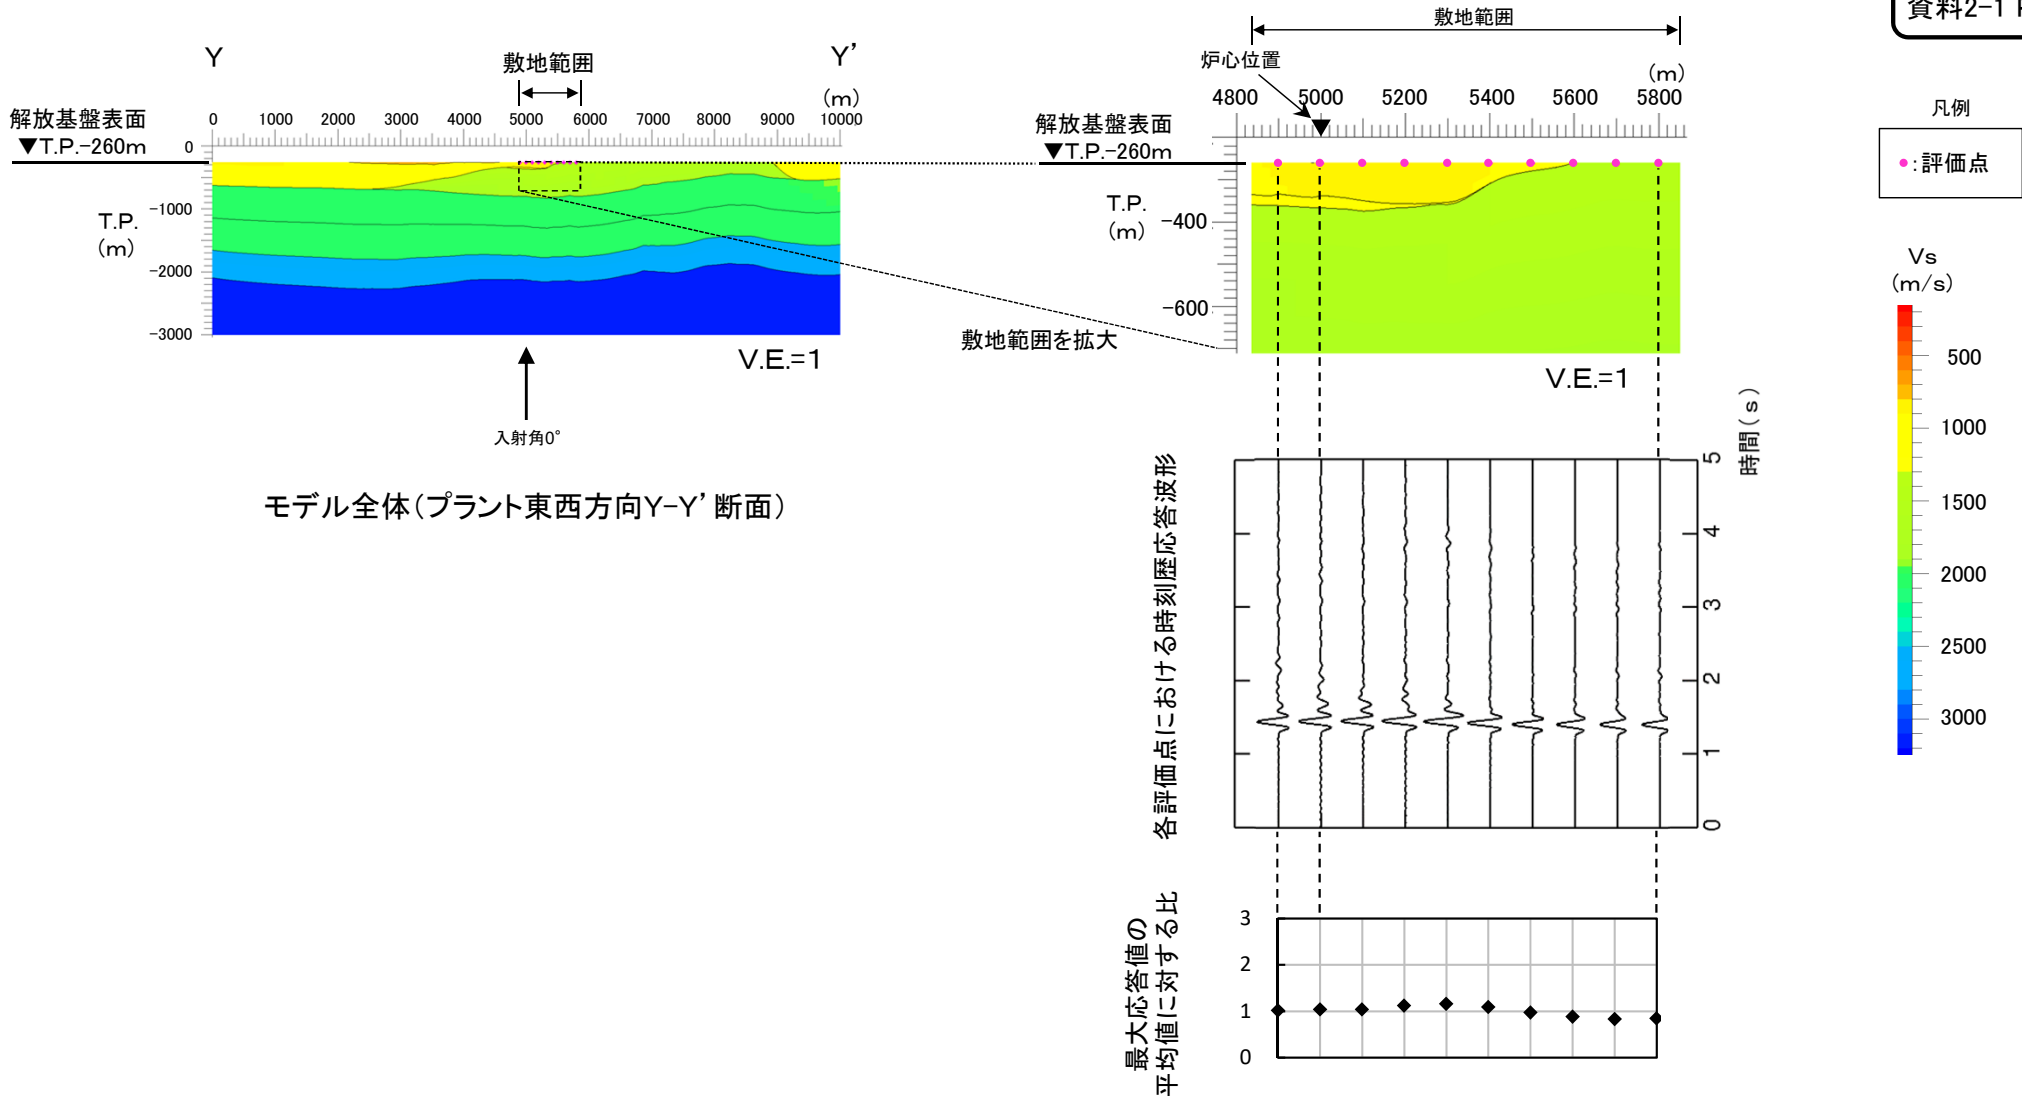 資料2-1
Y
Y'
敷地範囲
(m)
解放基盤表面
▼T.P.-260m
0 1000 2000 3000 4000 5000 6000 7000 8000 9000 10000
0
-1000
-2000
-3000
T.P.
(m)
V.E.=1
入射角0°
モデル全体(プラント東西方向Y-Y'断面)
敷地範囲を拡大
敷地範囲
炉心位置
(m)
4800 5000 5200 5400 5600 5800
解放基盤表面
▼T.P.-260m
T.P.
(m)
-400
-600
V.E.=1
凡例
●:評価点
Vs
(m/s)
500
1000
1500
2000
2500
3000
各評価点における時刻歴応答波形
時間(s)
5
4
3
2
1
0
最大応答値の
平均値に対する比
3
2
1
0